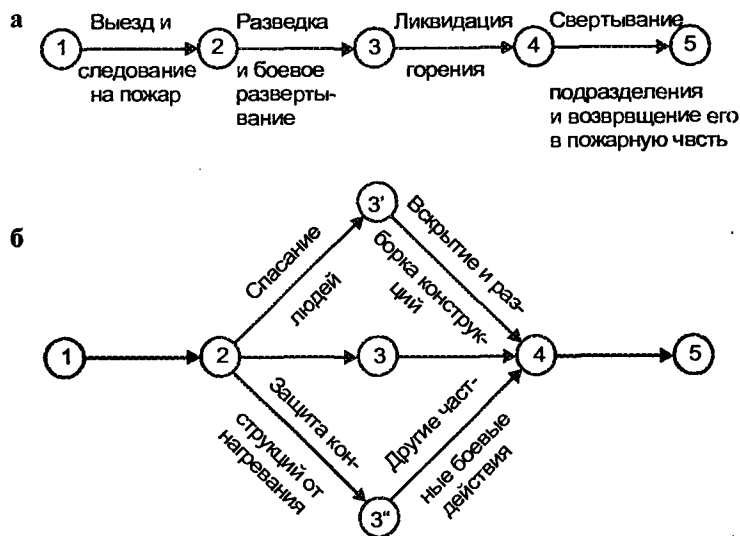 а
Выезд и
следование
на пожар
Разведка
и боевое
разверты-
вание
Ликвидация
горения
Свертывание
подразделения
и возврвщение его
в пожарную чвсть
1
2
3
4
5
б
Спасание
людей
Вскрытие и раз-
борка конструк-
ций
Защита кон-
струкций от
нагревания
Другие част-
ные боевые
действия
1
2
3'
3
3"
4
5